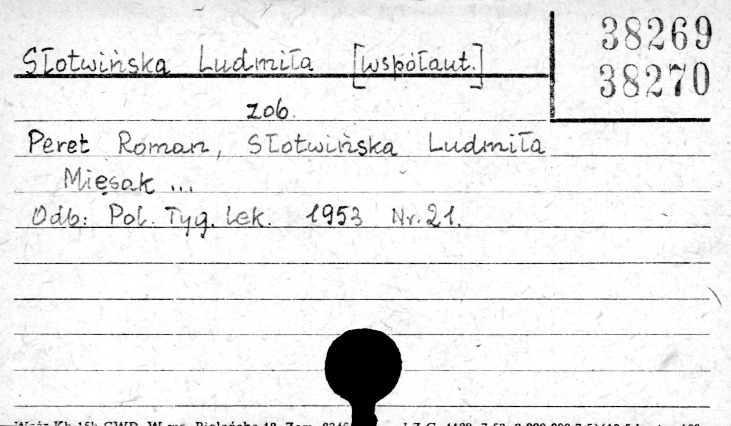 38269
Słotwińska Ludmiła [współaut.]
38270
zob.
Peret Roman, Słotwińska Ludmiła
Mięsak ...
Odb: Pol. Tyg. lek. 1953 Nr. 21.